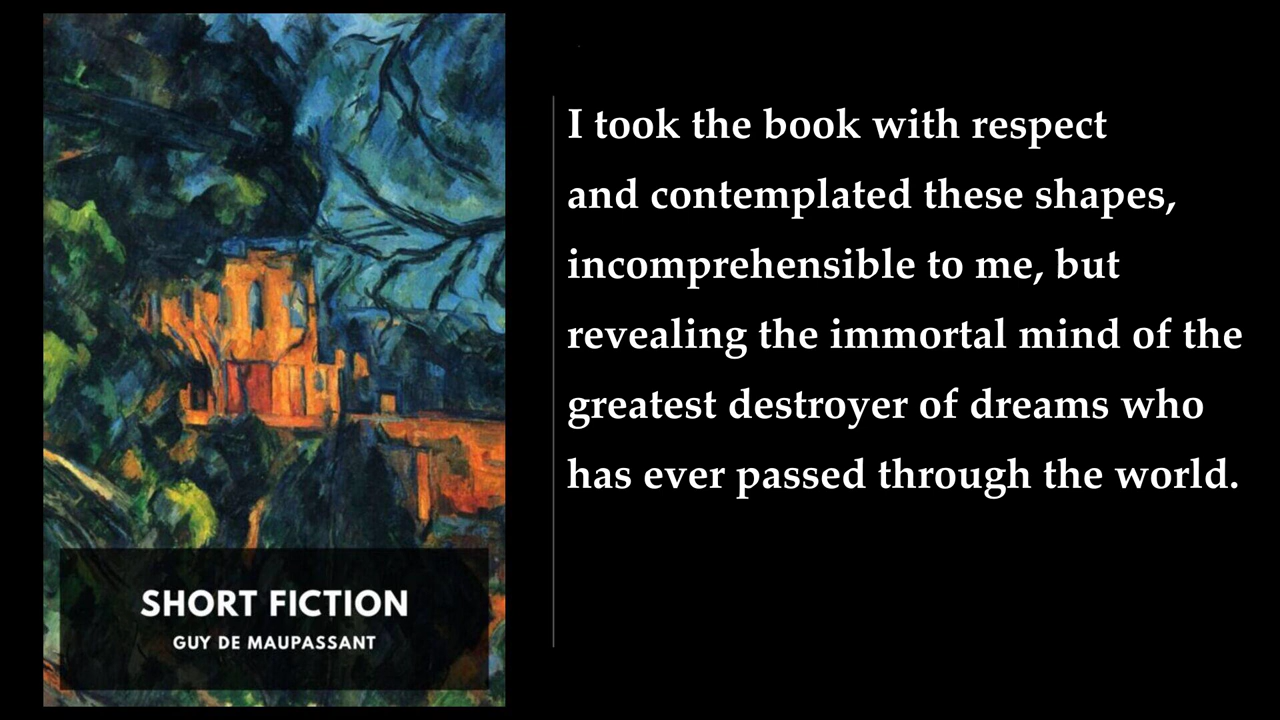 SHORT FICTION
GUY DE MAUPASSANT
I took the book with respect
and contemplated these shapes,
incomprehensible to me, but
revealing the immortal mind of the
greatest destroyer of dreams who
has ever passed through the world.